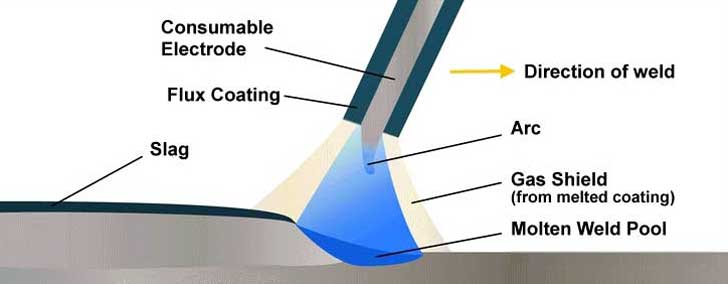 Consumable
Electrode
Flux Coating
Slag
Direction of weld
Arc
Gas Shield
(from melted coating)
Molten Weld Pool